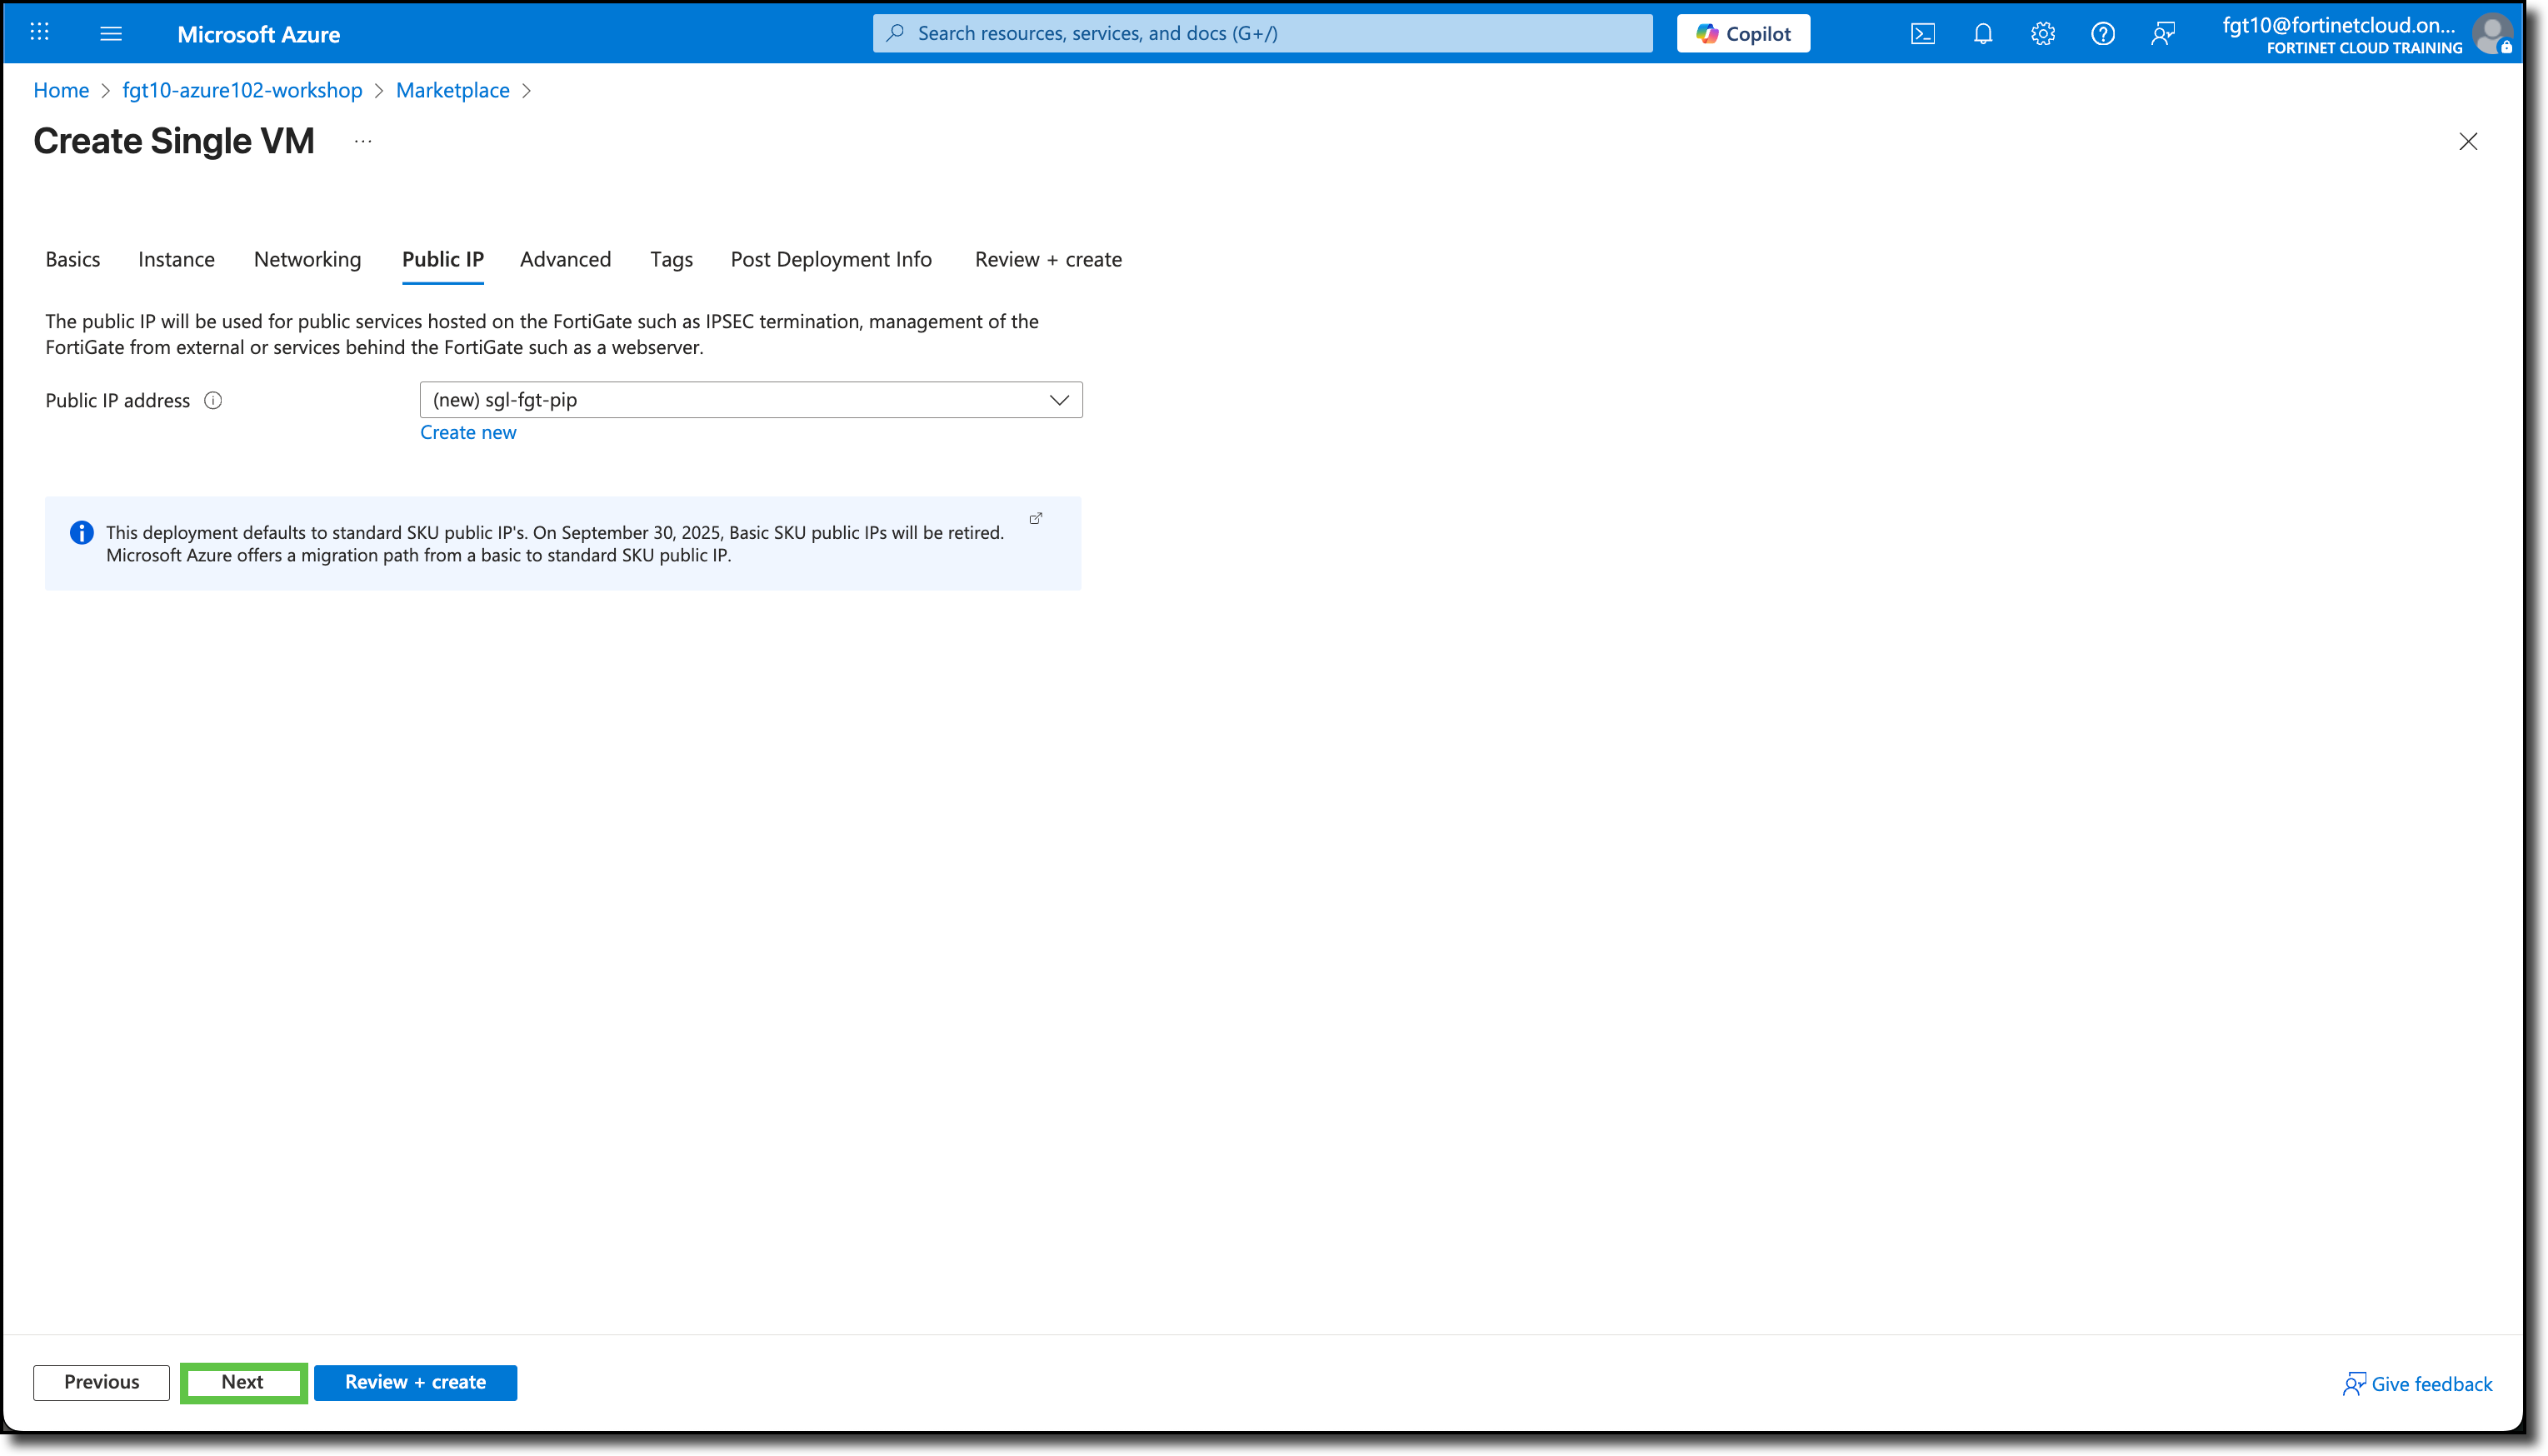 Microsoft Azure
Search resources, services, and docs (G+/)
Copilot
fgt10@fortinetcloud.on...
FORTINET CLOUD TRAINING
Home > fgt10-azure102-workshop > Marketplace >
Create Single VM ...
Basics Instance Networking Public IP Advanced Tags Post Deployment Info Review + create
The public IP will be used for public services hosted on the FortiGate such as IPSEC termination, management of the
FortiGate from external or services behind the FortiGate such as a webserver.
Public IP address
(new) sgl-fgt-pip
Create new
This deployment defaults to standard SKU public IP's. On September 30, 2025, Basic SKU public IPs will be retired.
Microsoft Azure offers a migration path from a basic to standard SKU public IP.
Previous Next Review + create Give feedback